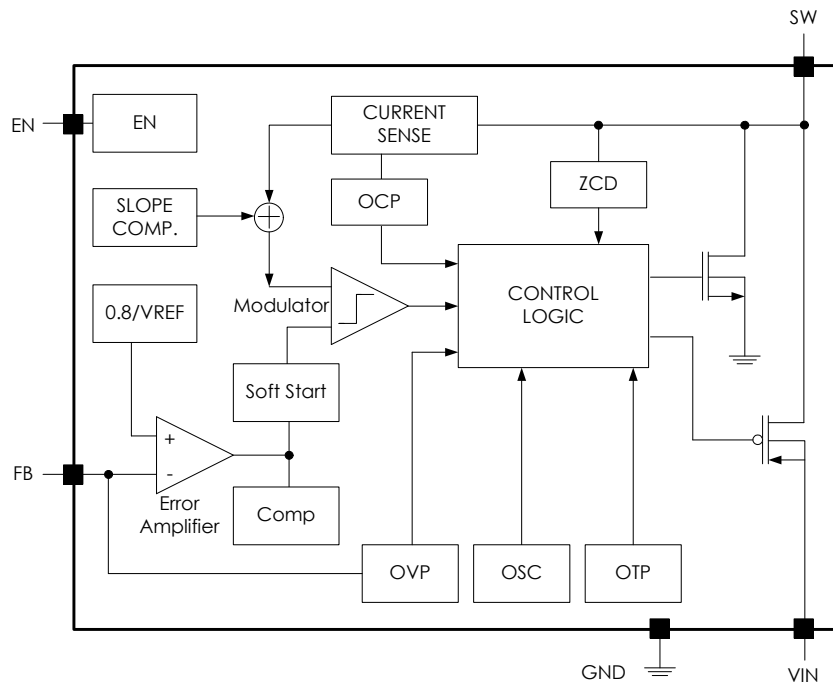 SW
EN
EN
CURRENT
SENSE
ZCD
OCP
SLOPE
COMP.
+
0.8/VREF
Modulator
CONTROL
LOGIC
Soft Start
+
-
FB
Error
Amplifier
Comp
OVP
OSC
OTP
GND
VIN